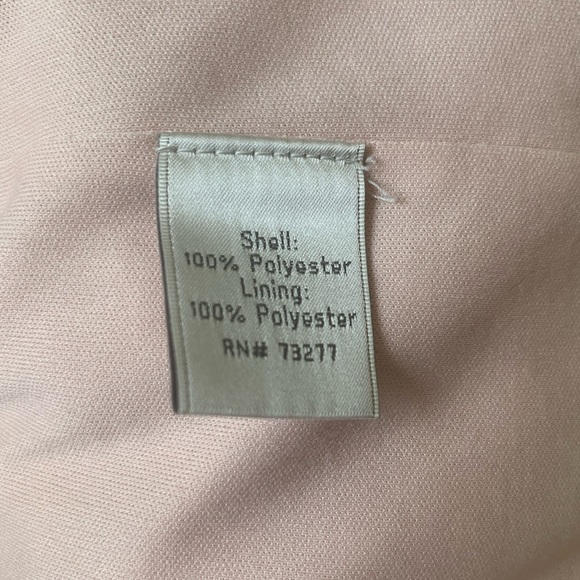 Shell:
100% Polyester
Lining:
100% Polyester
RN# 73277